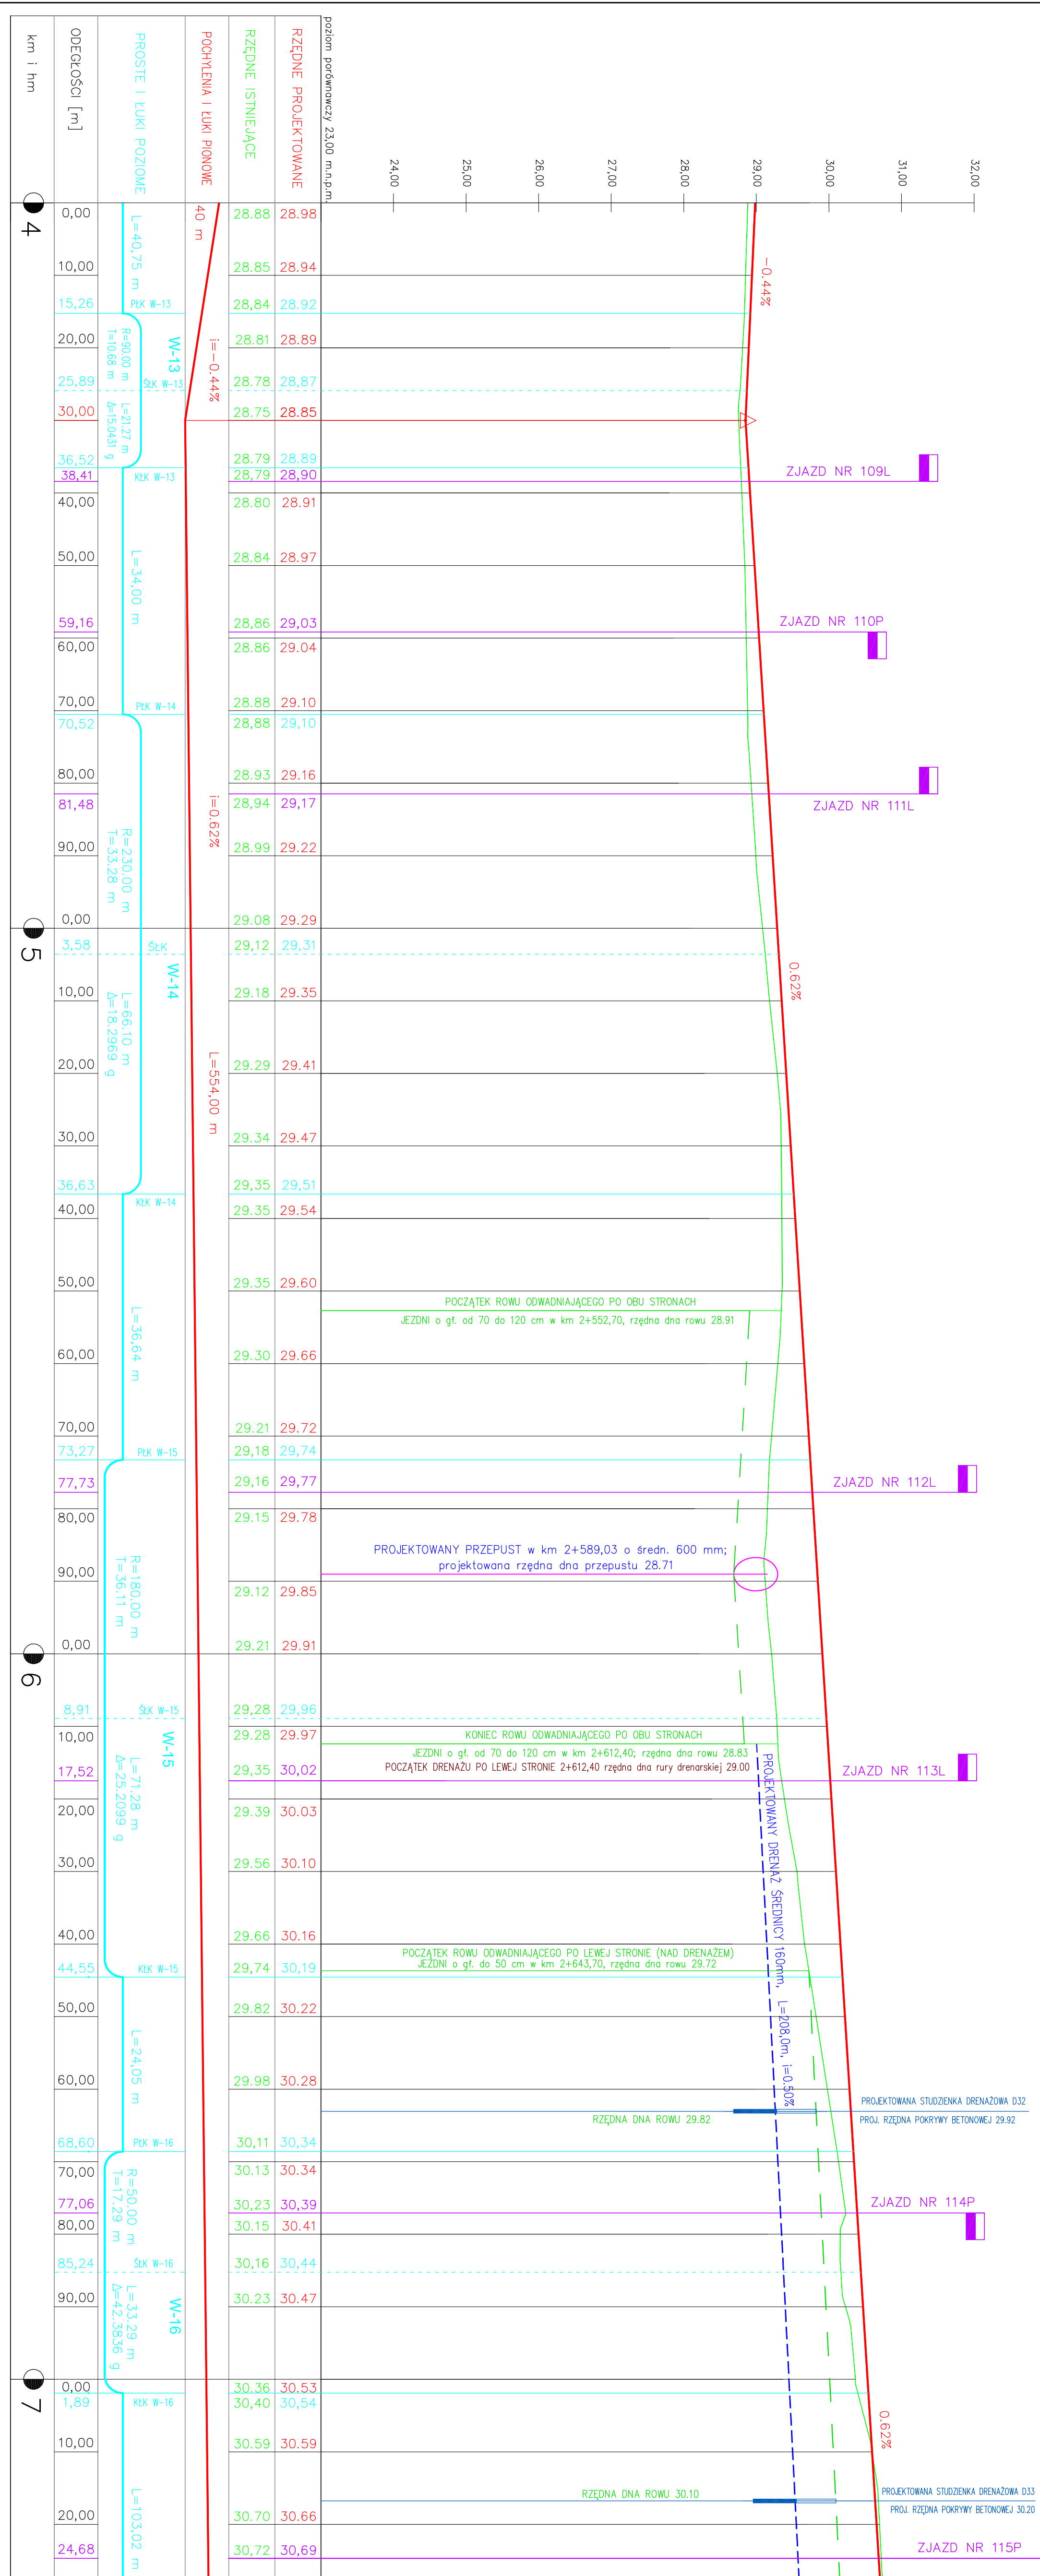 poziom porównawczy 23,00 m.n.p.m.
24,00
25,00
26,00
27,00
28,00
29,00
30,00
31,00
32,00
RZĘDNE PROJEKTOWANE
RZĘDNE ISTNIEJĄCE
POCHYLENIA I ŁUKI PIONOWE
PROSTE I ŁUKI POZIOME
ODEGŁOŚCI [m]
km i hm
4
0,00 28.88 28.98
40 m
L=40,75 m
10,00 28.85 28.94
-0.44%
15,26 PŁK W-13 28,84 28,92
20,00 28.81 28.89
W-13
R=90.00 m
T=10.68 m
i=-0.44%
25,89 ŚŁK W-13 28.78 28,87
30,00 28.75 28.85
L=21.27 m
Δ=15.0431 g
36,52 KŁK W-13 28.79 28.89
38,41 28,79 28,90
ZJAZD NR 109L
40,00 28.80 28.91
50,00 28.84 28.97
L=34,00 m
59,16 28,86 29,03
ZJAZD NR 110P
60,00 28.86 29.04
70,00 PŁK W-14 28.88 29.10
70,52 28,88 29,10
80,00 28.93 29.16
81,48 28,94 29,17
ZJAZD NR 111L
i=0.62%
R=230.00 m
T=33.28 m
90,00 28.99 29.22
5
0,00 29.08 29.29
3,58 ŚŁK 29,12 29,31
W-14
0.62%
10,00 29.18 29.35
L=66.10 m
Δ=18.2969 g
20,00 29.29 29.41
L=554,00 m
30,00 29.34 29.47
36,63 KŁK W-14 29,35 29,51
40,00 29.35 29.54
50,00 29.35 29.60
POCZĄTEK ROWU ODWADNIAJĄCEGO PO OBU STRONACH
JEZDNI o gł. od 70 do 120 cm w km 2+552,70, rzędna dna rowu 28.91
L=36,64 m
60,00 29.30 29.66
70,00 29.21 29.72
73,27 PŁK W-15 29,18 29,74
77,73 29,16 29,77
ZJAZD NR 112L
80,00 29.15 29.78
PROJEKTOWANY PRZEPUST w km 2+589,03 o średn. 600 mm;
projektowana rzędna dna przepustu 28.71
R=180.00 m
T=36.11 m
90,00 29.12 29.85
6
0,00 29.21 29.91
8,91 ŚŁK W-15 29,28 29,96
10,00 29.28 29.97
W-15
KONIEC ROWU ODWADNIAJĄCEGO PO OBU STRONACH
JEZDNI o gł. od 70 do 120 cm w km 2+612,40; rzędna dna rowu 28.83
POCZĄTEK DRENAŻU PO LEWEJ STRONIE 2+612,40 rzędna dna rury drenarskiej 29.00
17,52 29.35 30,02
ZJAZD NR 113L
L=71.28 m
Δ=25.2099 g
20,00 29.39 30.03
PROJEKTOWANY DRENAŻ ŚREDNICY 160mm, L=208,0m, i=0.50%
30,00 29.56 30.10
40,00 29.66 30.16
POCZĄTEK ROWU ODWADNIAJĄCEGO PO LEWEJ STRONIE (NAD DRENAŻEM)
JEZDNI o gł. do 50 cm w km 2+643,70, rzędna dna rowu 29.72
44,55 KŁK W-15 29,74 30,19
50,00 29.82 30.22
L=24,05 m
60,00 29.98 30.28
PROJEKTOWANA STUDZIENKA DRENAŻOWA D32
RZĘDNA DNA ROWU 29.82
PROJ. RZĘDNA POKRYWY BETONOWEJ 29.92
68,60 PŁK W-16 30,11 30,34
70,00 30.13 30.34
R=50.00 m
T=17.29 m
77,06 30,23 30,39
ZJAZD NR 114P
80,00 30.15 30.41
85,24 ŚŁK W-16 30,16 30,44
90,00 30.23 30.47
W-16
L=33.29 m
Δ=42.3836 g
7
0,00 30.36 30.53
1,89 KŁK W-16 30,40 30,54
0.62%
10,00 30.59 30.59
PROJEKTOWANA STUDZIENKA DRENAŻOWA D33
RZĘDNA DNA ROWU 30.10
PROJ. RZĘDNA POKRYWY BETONOWEJ 30.20
L=103,02 m
20,00 30.70 30.66
24,68 30,72 30,69
ZJAZD NR 115P